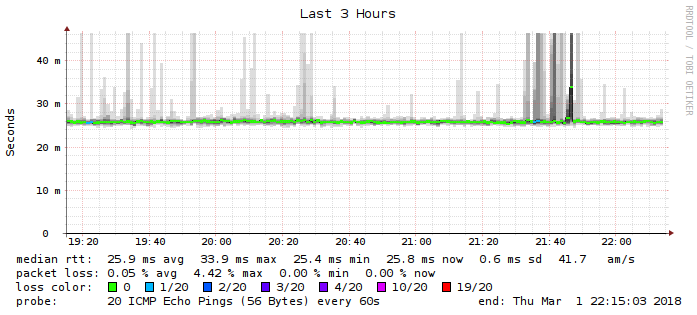 Last 3 Hours
RRDTOOL / TOBI OETIKER
Seconds
40 m
30 m
20 m
10 m
0
19:20 19:40 20:00 20:20 20:40 21:00 21:20 21:40 22:00
median rtt: 25.9 ms avg 33.9 ms max 25.4 ms min 25.8 ms now 0.6 ms sd 41.7 am/s
packet loss: 0.05 % avg 4.42 % max 0.00 % min 0.00 % now
loss color: 0 1/20 2/20 3/20 4/20 10/20 19/20
probe: 20 ICMP Echo Pings (56 Bytes) every 60s end: Thu Mar 1 22:15:03 2018